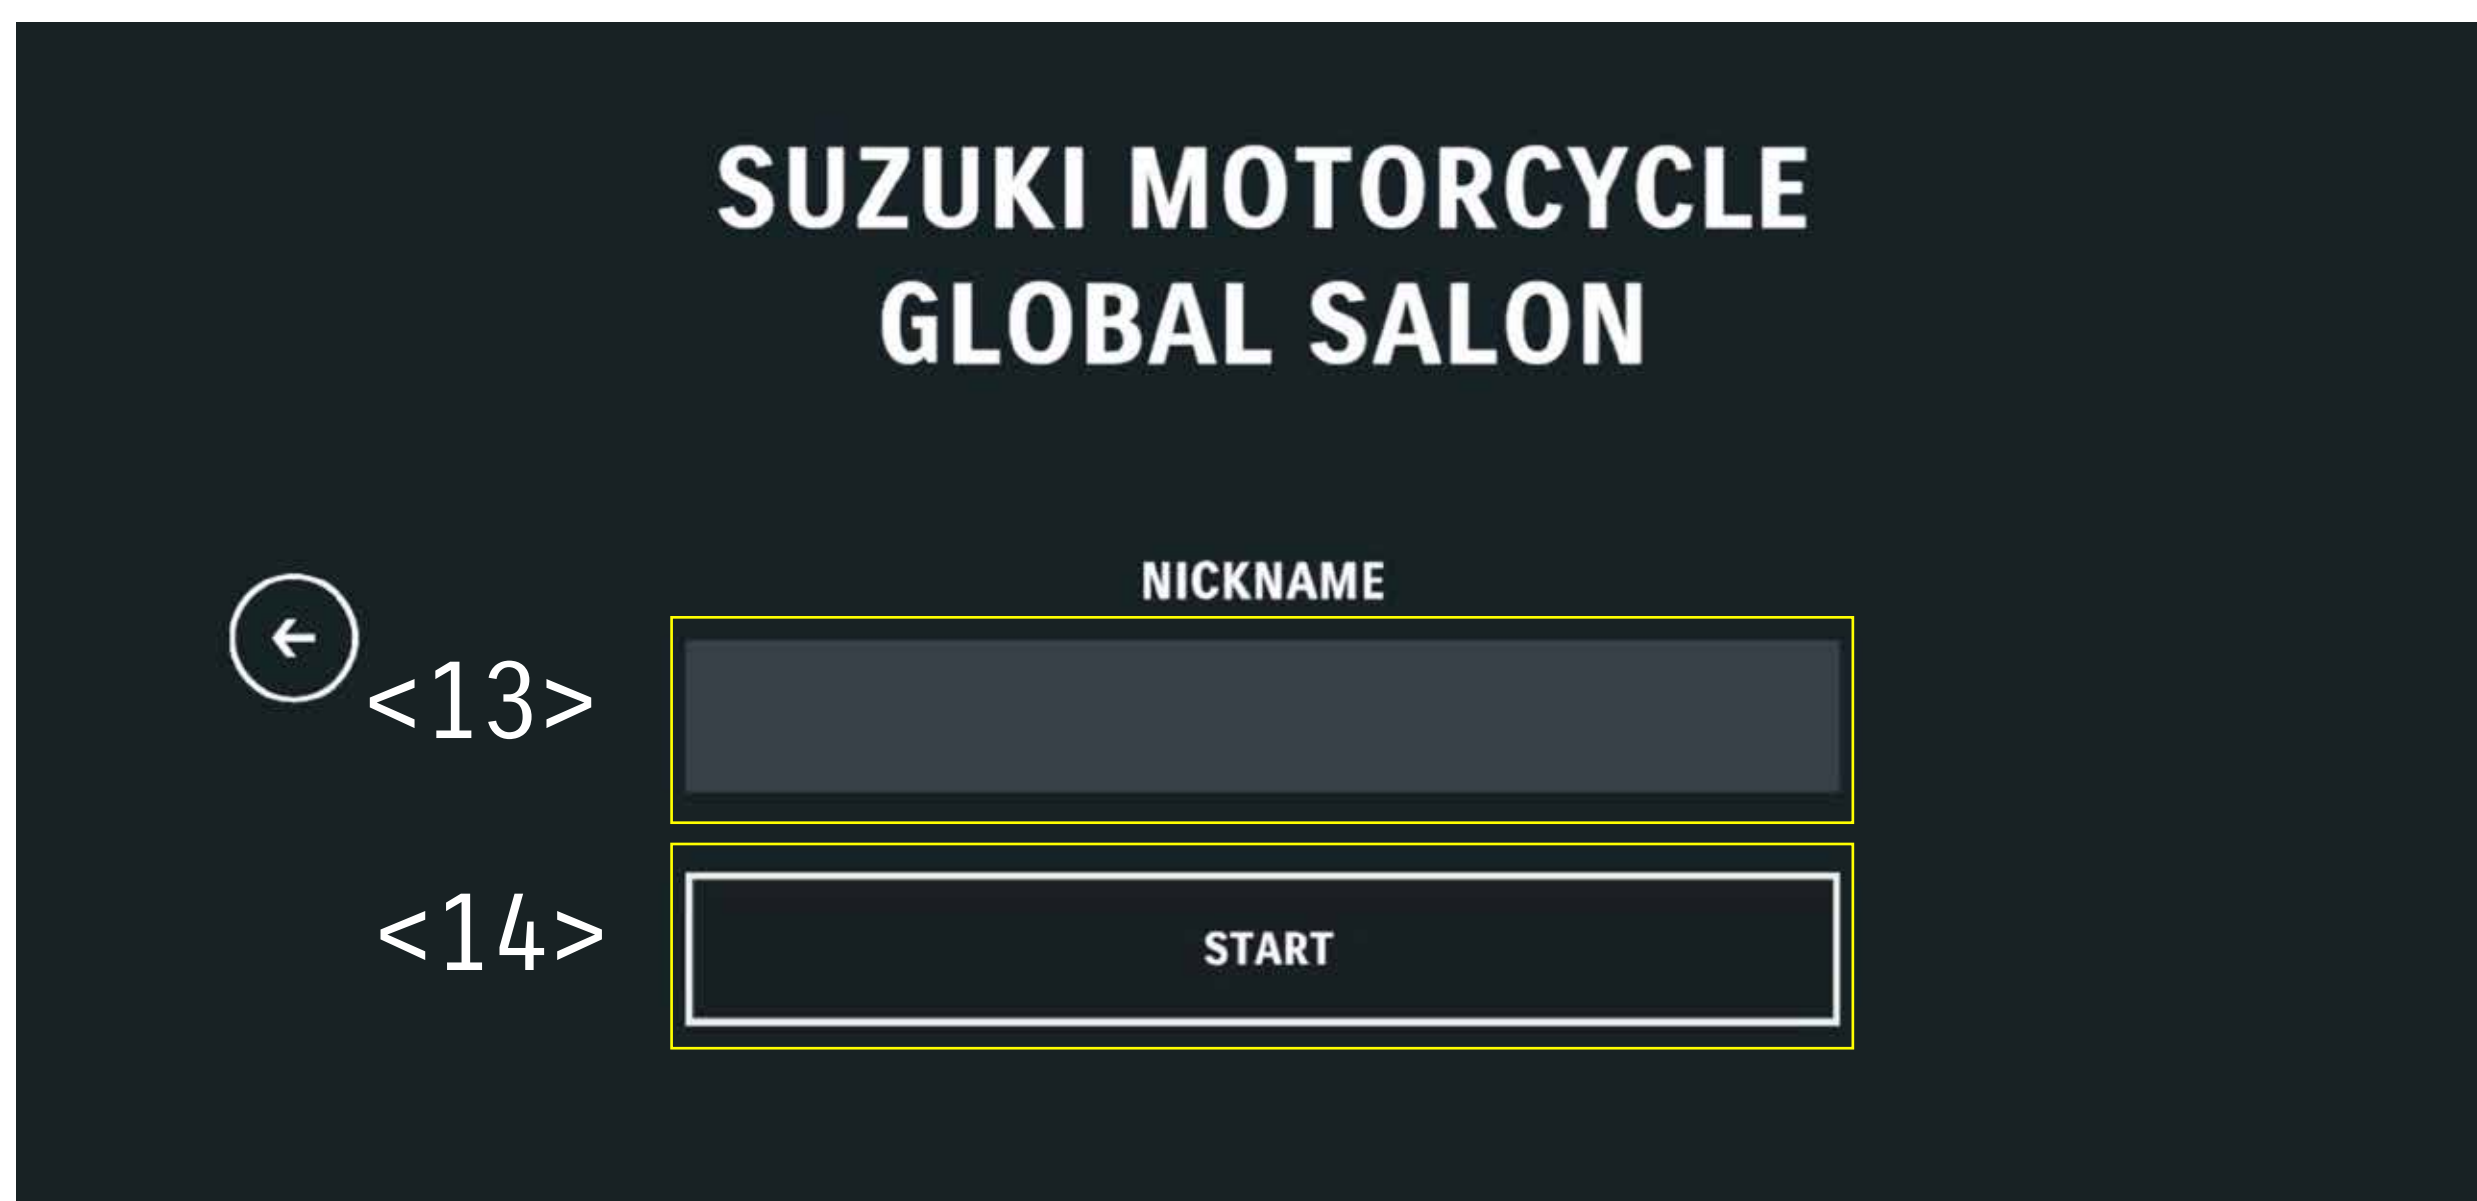 SUZUKI MOTORCYCLE
GLOBAL SALON
NICKNAME
<13>
<14>
START